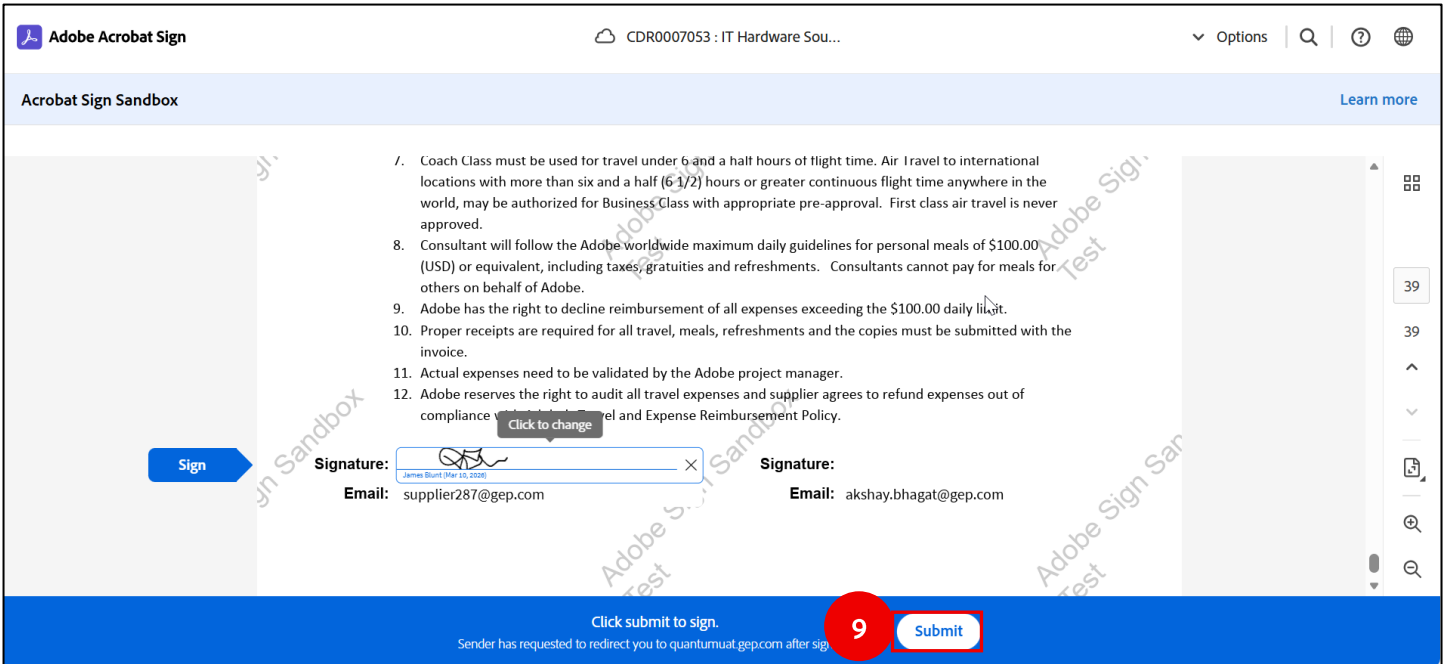 Adobe Acrobat Sign
CDR0007053 : IT Hardware Sou...
Options
Acrobat Sign Sandbox
Learn more
7. Coach Class must be used for travel under 6 and a half hours of flight time. Air Travel to international
locations with more than six and a half (6 1/2) hours or greater continuous flight time anywhere in the
world, may be authorized for Business Class with appropriate pre-approval. First class air travel is never
approved.
8. Consultant will follow the Adobe worldwide maximum daily guidelines for personal meals of $100.00
(USD) or equivalent, including taxes, gratuities and refreshments. Consultants cannot pay for meals for
others on behalf of Adobe.
9. Adobe has the right to decline reimbursement of all expenses exceeding the $100.00 daily limit.
10. Proper receipts are required for all travel, meals, refreshments and the copies must be submitted with the
invoice.
11. Actual expenses need to be validated by the Adobe project manager.
12. Adobe reserves the right to audit all travel expenses and supplier agrees to refund expenses out of
compliance vel and Expense Reimbursement Policy.
Click to change
39
39
Sign
Signature:
James Blunt (Mar 10, 2026)
Signature:
Email: supplier287@gep.com
Email: akshay.bhagat@gep.com
Adobe Sign Sandbox
Test
Click submit to sign.
Sender has requested to redirect you to quantumuat.gep.com after sig
9
Submit